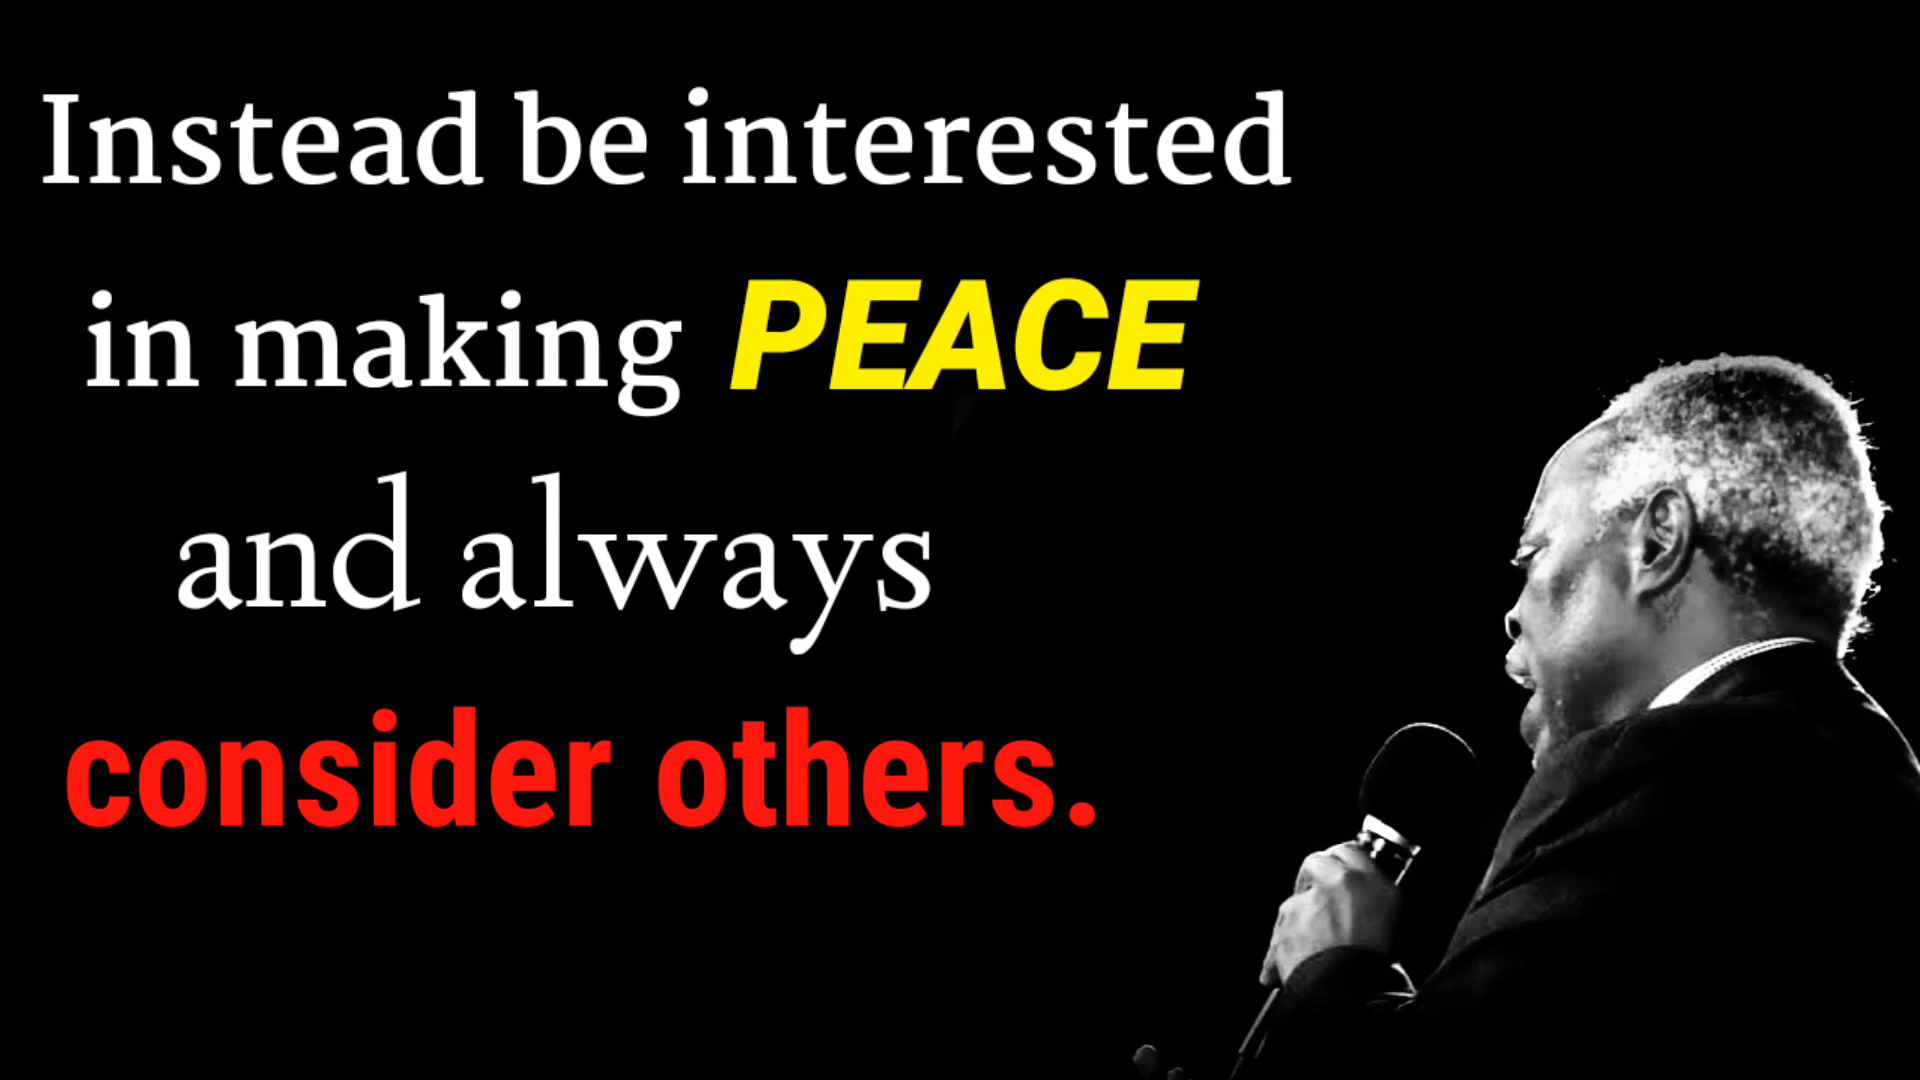 Instead be interested
in making PEACE
and always
consider others.